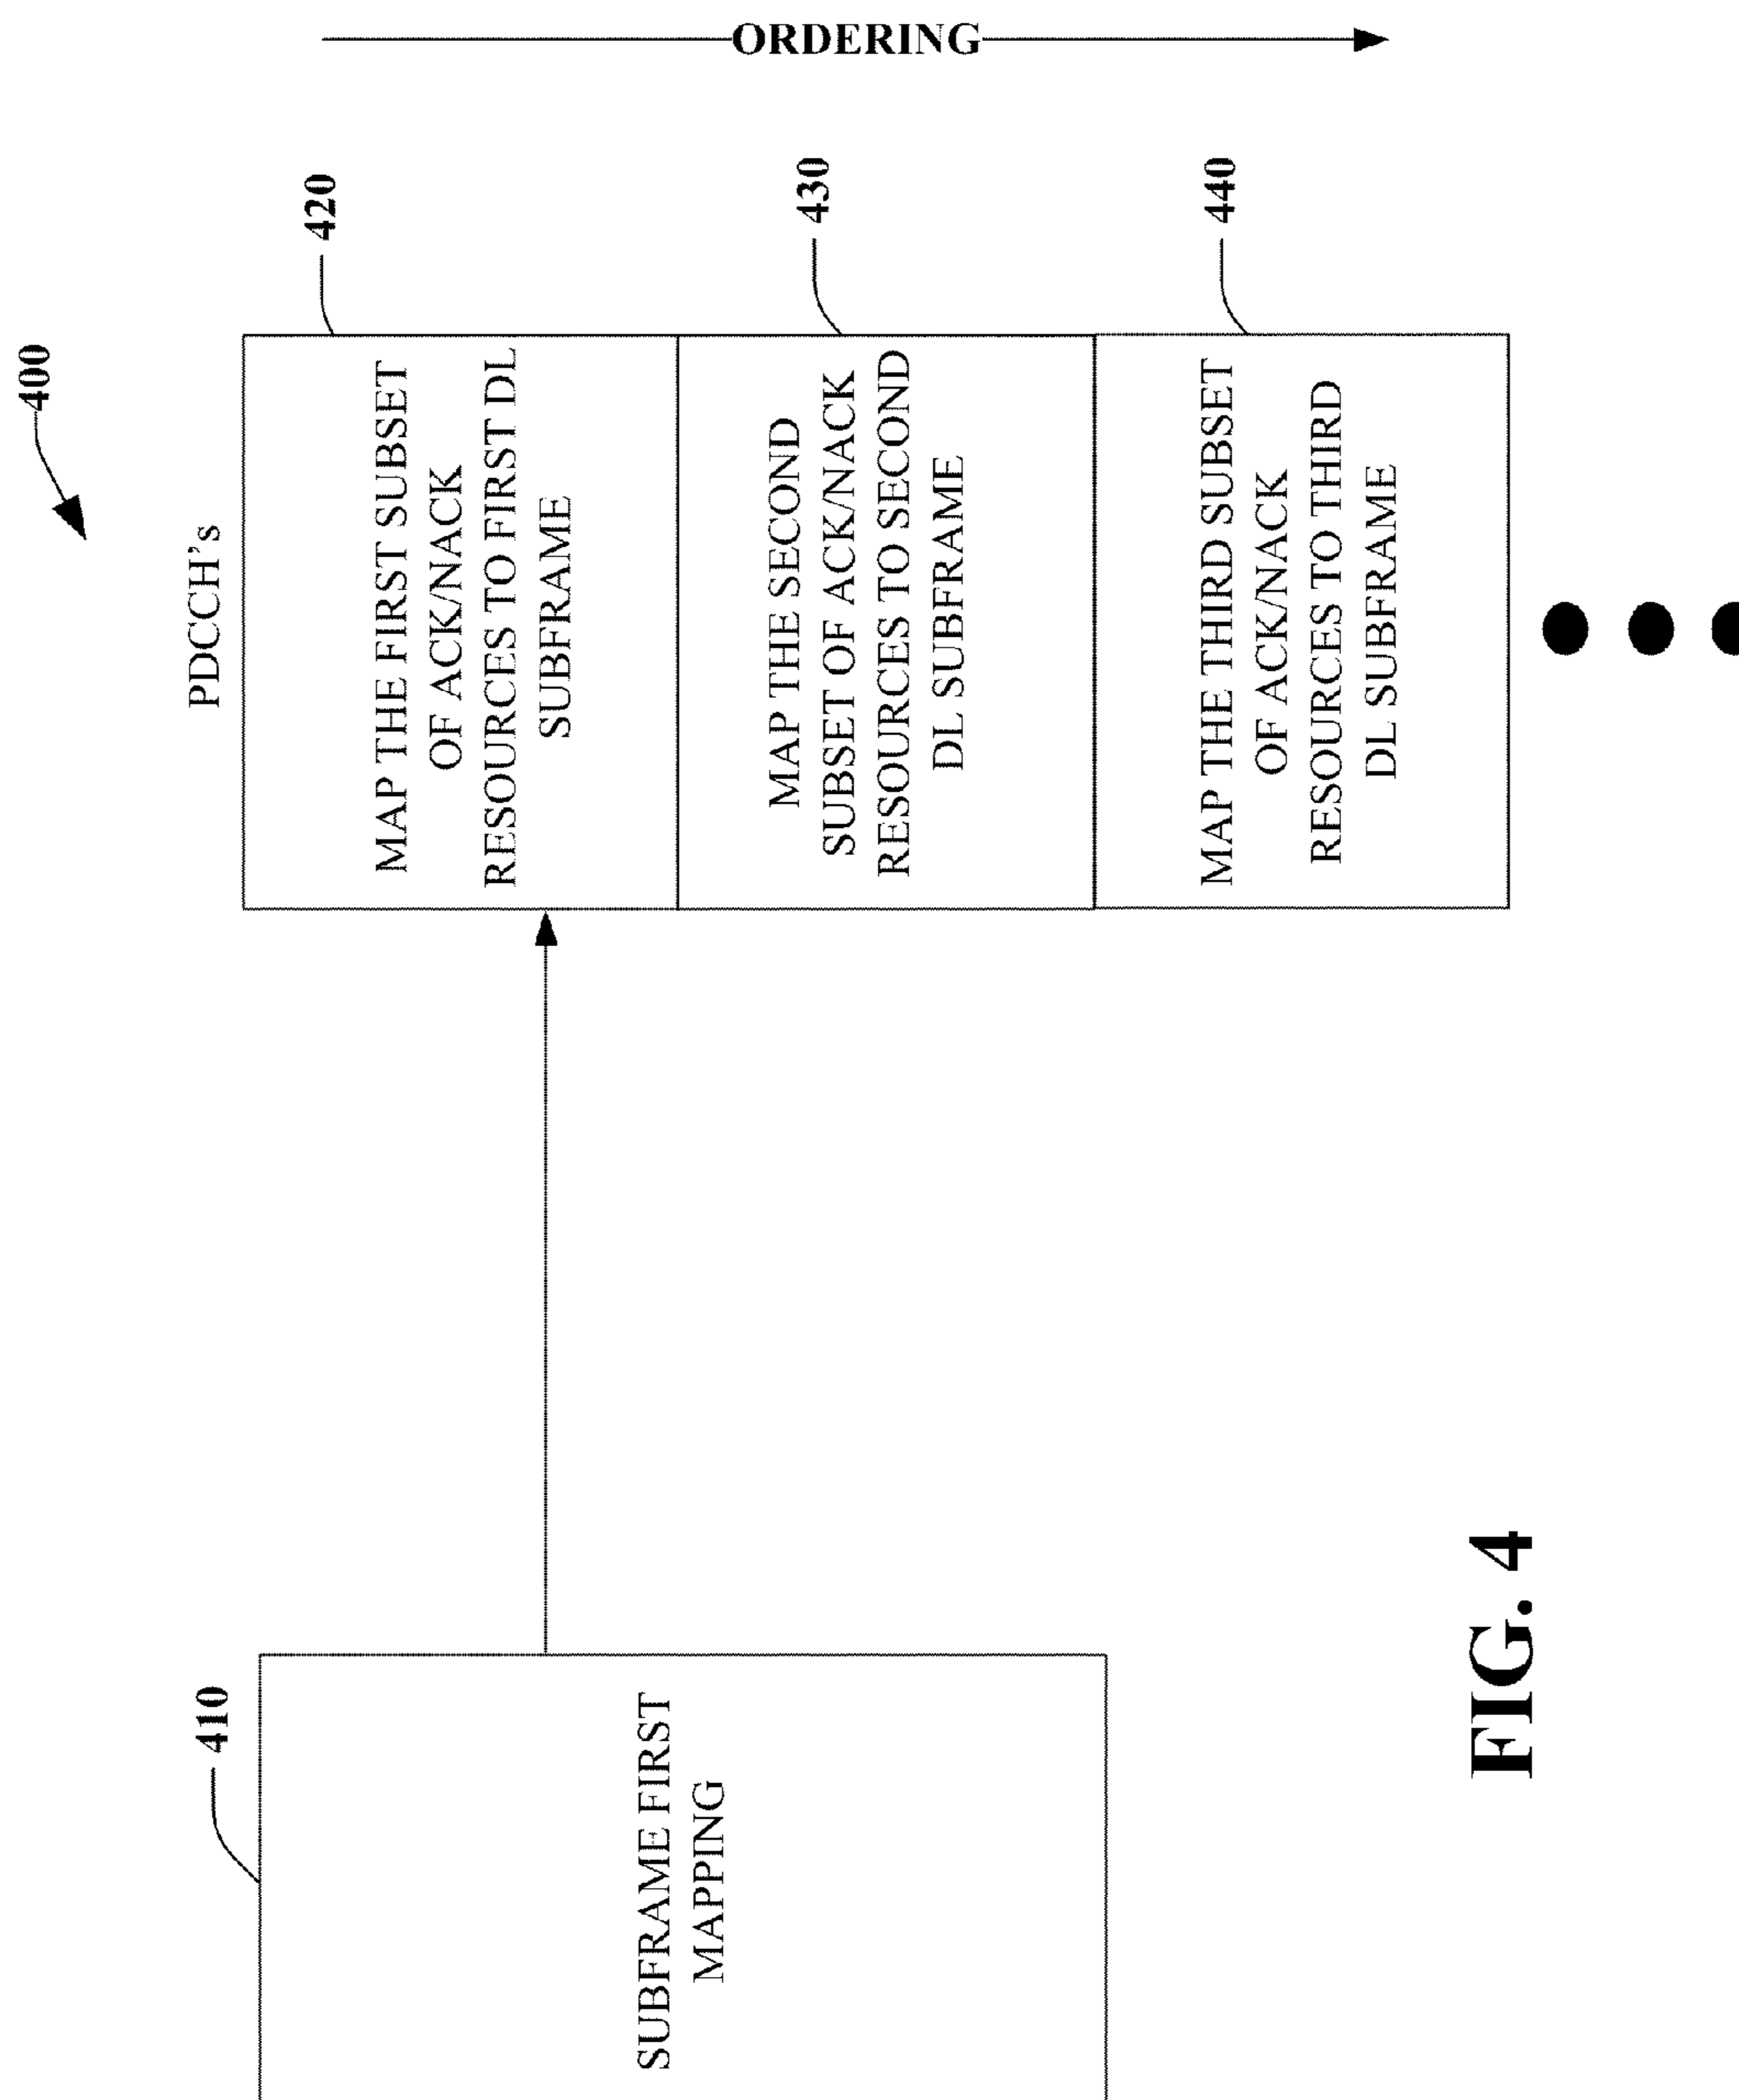 400
410
SUBFRAME FIRST
MAPPING
PDCCH's
MAP THE FIRST SUBSET
OF ACK/NACK
RESOURCES TO FIRST DL
SUBFRAME
420
MAP THE SECOND
SUBSET OF ACK/NACK
RESOURCES TO SECOND
DL SUBFRAME
430
MAP THE THIRD SUBSET
OF ACK/NACK
RESOURCES TO THIRD
DL SUBFRAME
440
ORDERING
FIG. 4